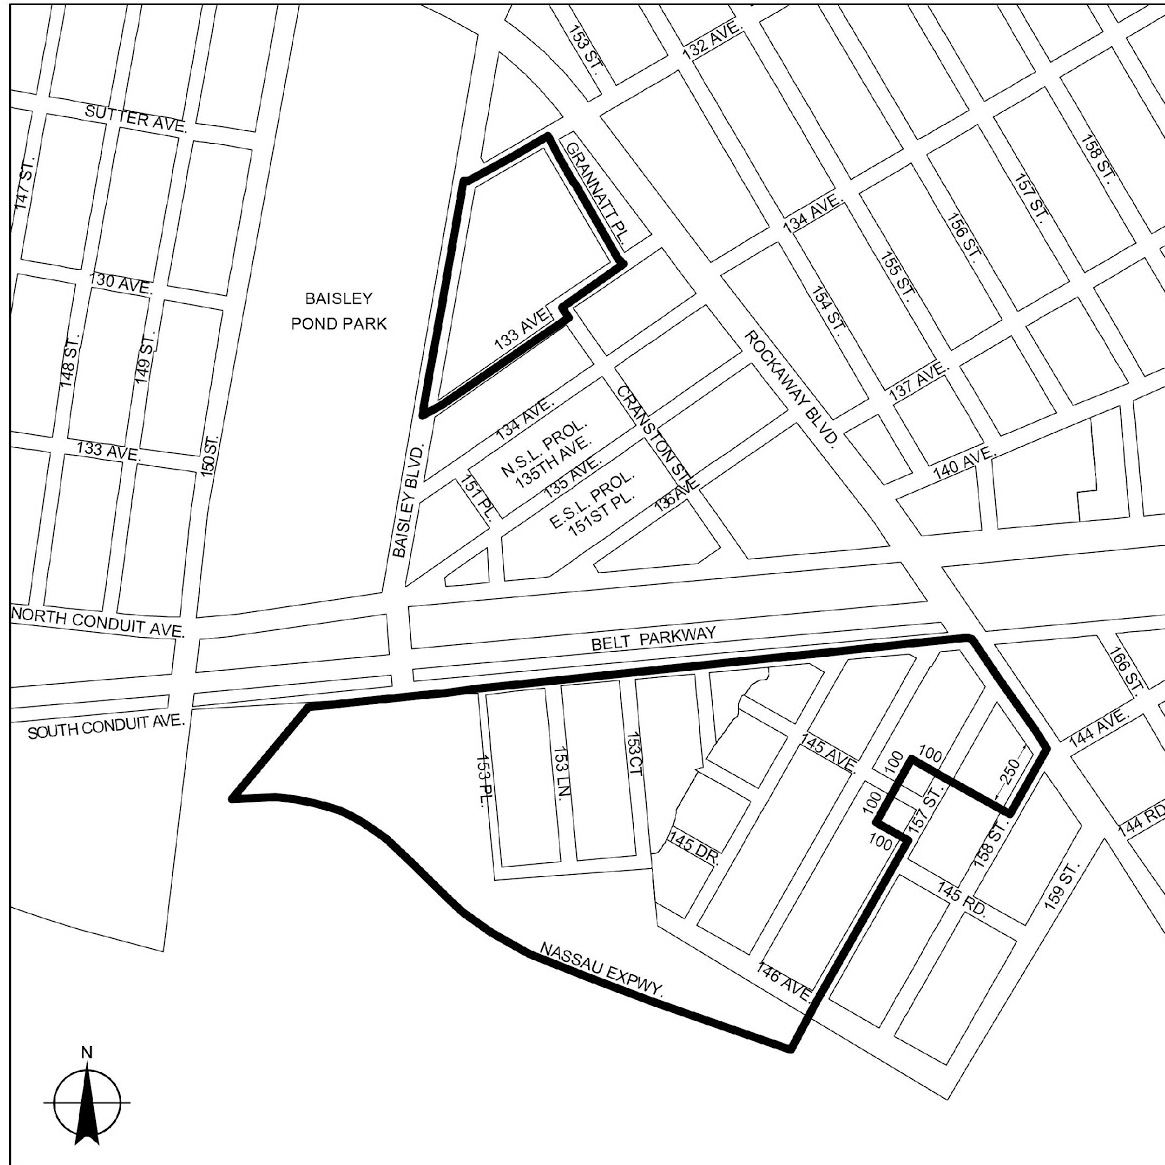 153 ST.
132 AVE.
SUTTER AVE.
147 ST.
GRANNATT PL.
158 ST.
157 ST.
134 AVE.
156 ST.
155 ST.
130 AVE.
BAISLEY
POND PARK
154 ST.
133 AVE.
148 ST.
149 ST.
ROCKAWAY BLVD.
137 AVE.
CRANSTON ST.
134 AVE.
133 AVE.
150 ST.
N.S.L. PROL.
135TH AVE.
140 AVE.
135 AVE.
151 PL.
E.S.L. PROL.
151ST PL.
136 AVE
BAISLEY BLVD.
NORTH CONDUIT AVE.
BELT PARKWAY
166 ST.
SOUTH CONDUIT AVE.
144 AVE.
145 AVE.
153 PL.
153 LN.
153 CT
100
100
250
100
100
157 ST.
144 RD.
158 ST.
145 DR.
159 ST.
145 RD.
NASSAU EXPWY.
146 AVE.
N